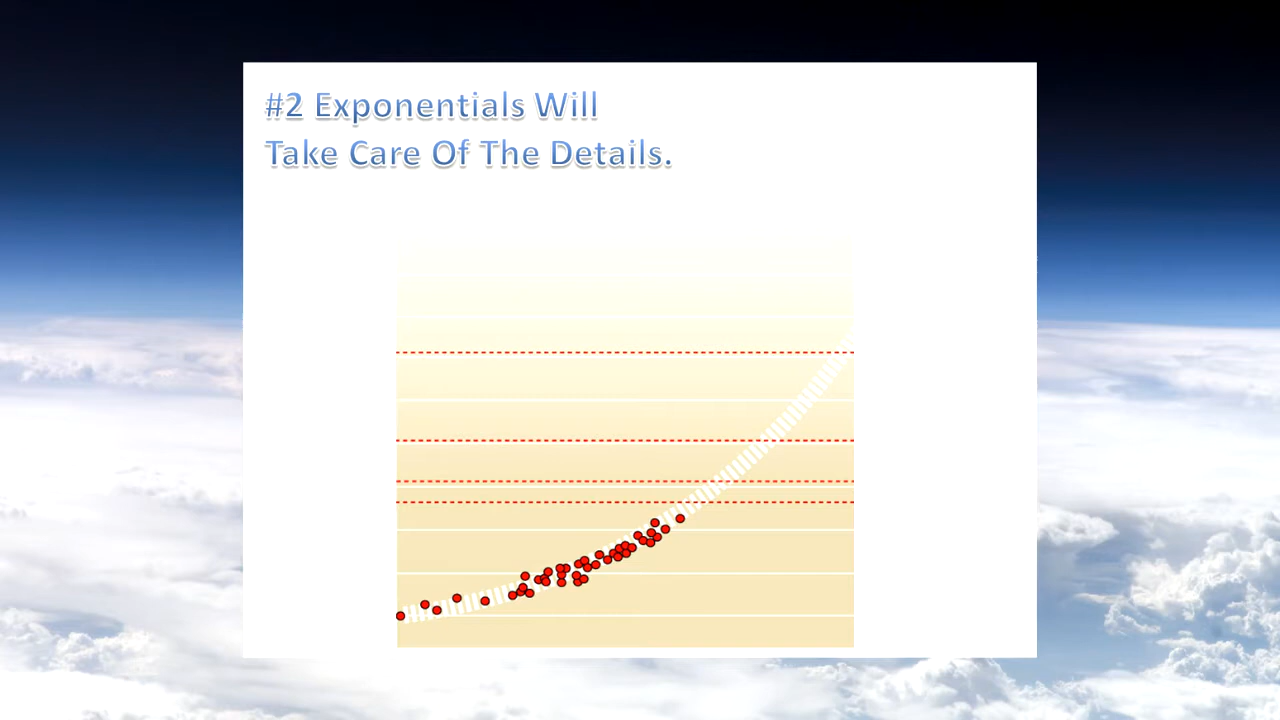 #2 Exponentials Will
Take Care Of The Details.